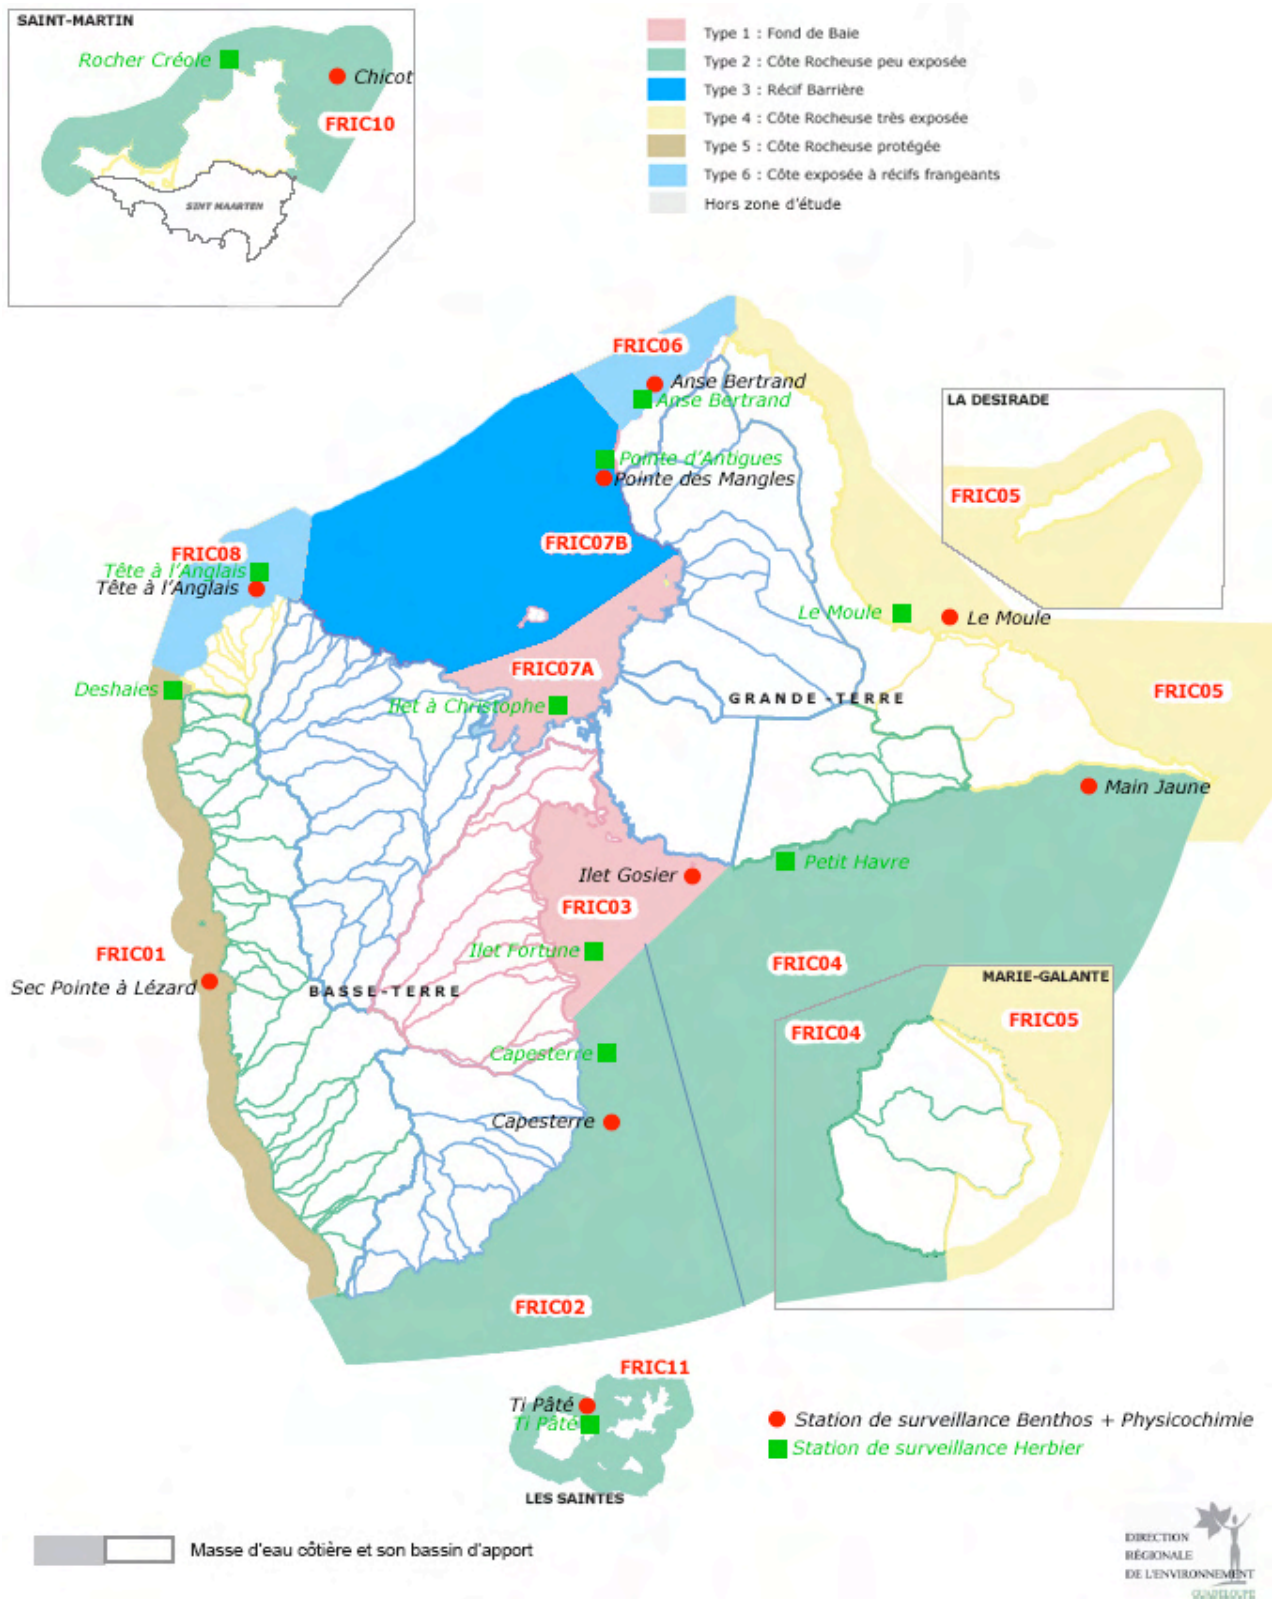 SAINT-MARTIN
Rocher Créole
Chicot
FRIC10
SINT MAARTEN
Type 1 : Fond de Baie
Type 2 : Côte Rocheuse peu exposée
Type 3 : Récif Barrière
Type 4 : Côte Rocheuse très exposée
Type 5 : Côte Rocheuse protégée
Type 6 : Côte exposée à récifs frangeants
Hors zone d'étude
FRIC06
Anse Bertrand
Anse Bertrand
LA DESIRADE
FRIC05
Pointe d'Antigues
Pointe des Mangles
FRIC07B
FRIC08
Tête à l'Anglais
Tête à l'Anglais
Le Moule
Le Moule
FRIC07A
Deshaies
Ilet à Christophe
GRANDE-TERRE
FRIC05
Main Jaune
Petit Havre
Ilet Gosier
FRIC03
Ilet Fortune
FRIC01
Sec Pointe à Lézard
BASSE-TERRE
FRIC04
MARIE-GALANTE
FRIC04
FRIC05
Capesterre
Capesterre
FRIC02
FRIC11
Ti Pâté
Ti Pâté
LES SAINTES
Station de surveillance Benthos + Physicochimie
Station de surveillance Herbier
Masse d'eau côtière et son bassin d'apport
DIRECTION
RÉGIONALE
DE L'ENVIRONNEMENT
GUADELOUPE